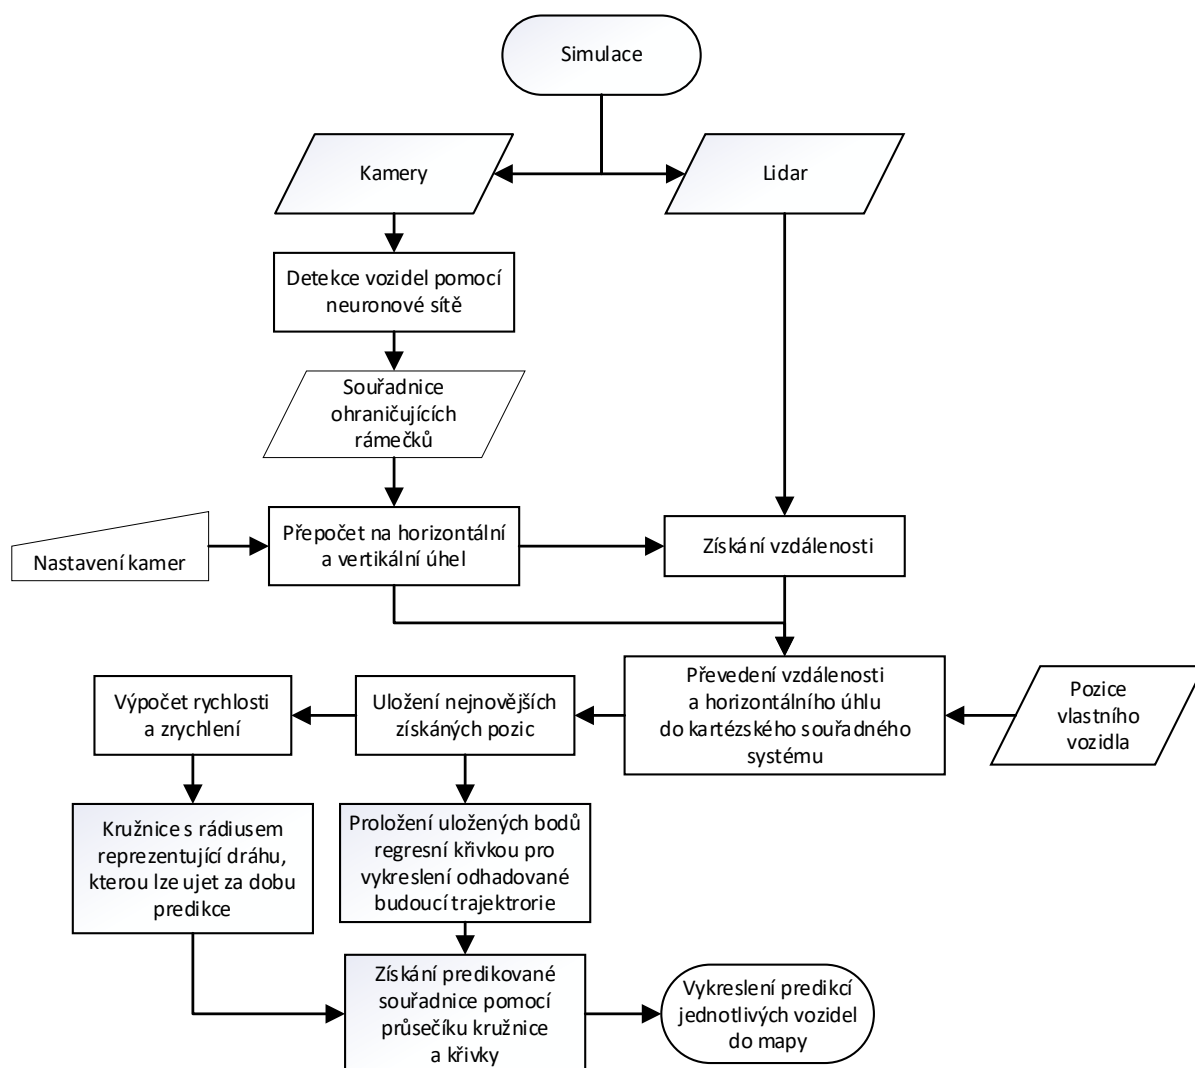 Simulace
Kamery
Lidar
Detekce vozidel pomocí
neuronové sítě
Souřadnice
ohraničujících
rámečků
Nastavení kamer
Přepočet na horizontální
a vertikální úhel
Získání vzdálenosti
Převedení vzdálenosti
a horizontálního úhlu
do kartézského souřadného
systému
Pozice
vlastního
vozidla
Uložení nejnovějších
získáných pozic
Výpočet rychlosti
a zrychlení
Kružnice s rádiusem
reprezentující dráhu,
kterou lze ujet za dobu
predikce
Proložení uložených bodů
regresní křivkou pro
vykreslení odhadované
budoucí trajektrorie
Získání predikované
souřadnice pomocí
průsečíku kružnice
a křivky
Vykreslení predikcí
jednotlivých vozidel
do mapy